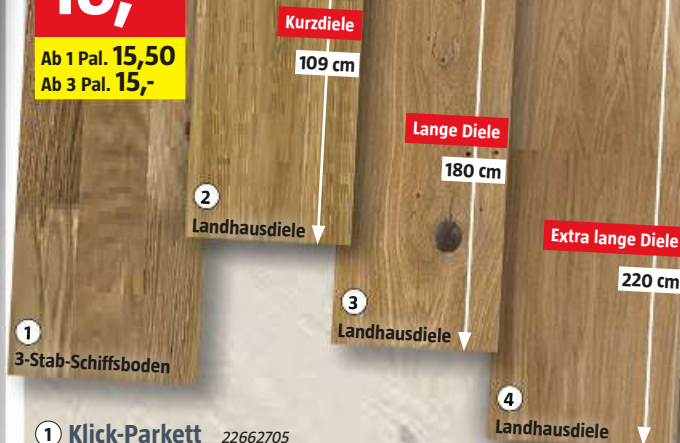 Ab 1 Pal. 15,50
Ab 3 Pal. 15,-
Kurzdiele
109 cm
Lange Diele
180 cm
Extra lange Diele
220 cm
2
Landhausdiele
3
Landhausdiele
1
3-Stab-Schiffsboden
4
Landhausdiele
1 Klick-Parkett 22662705